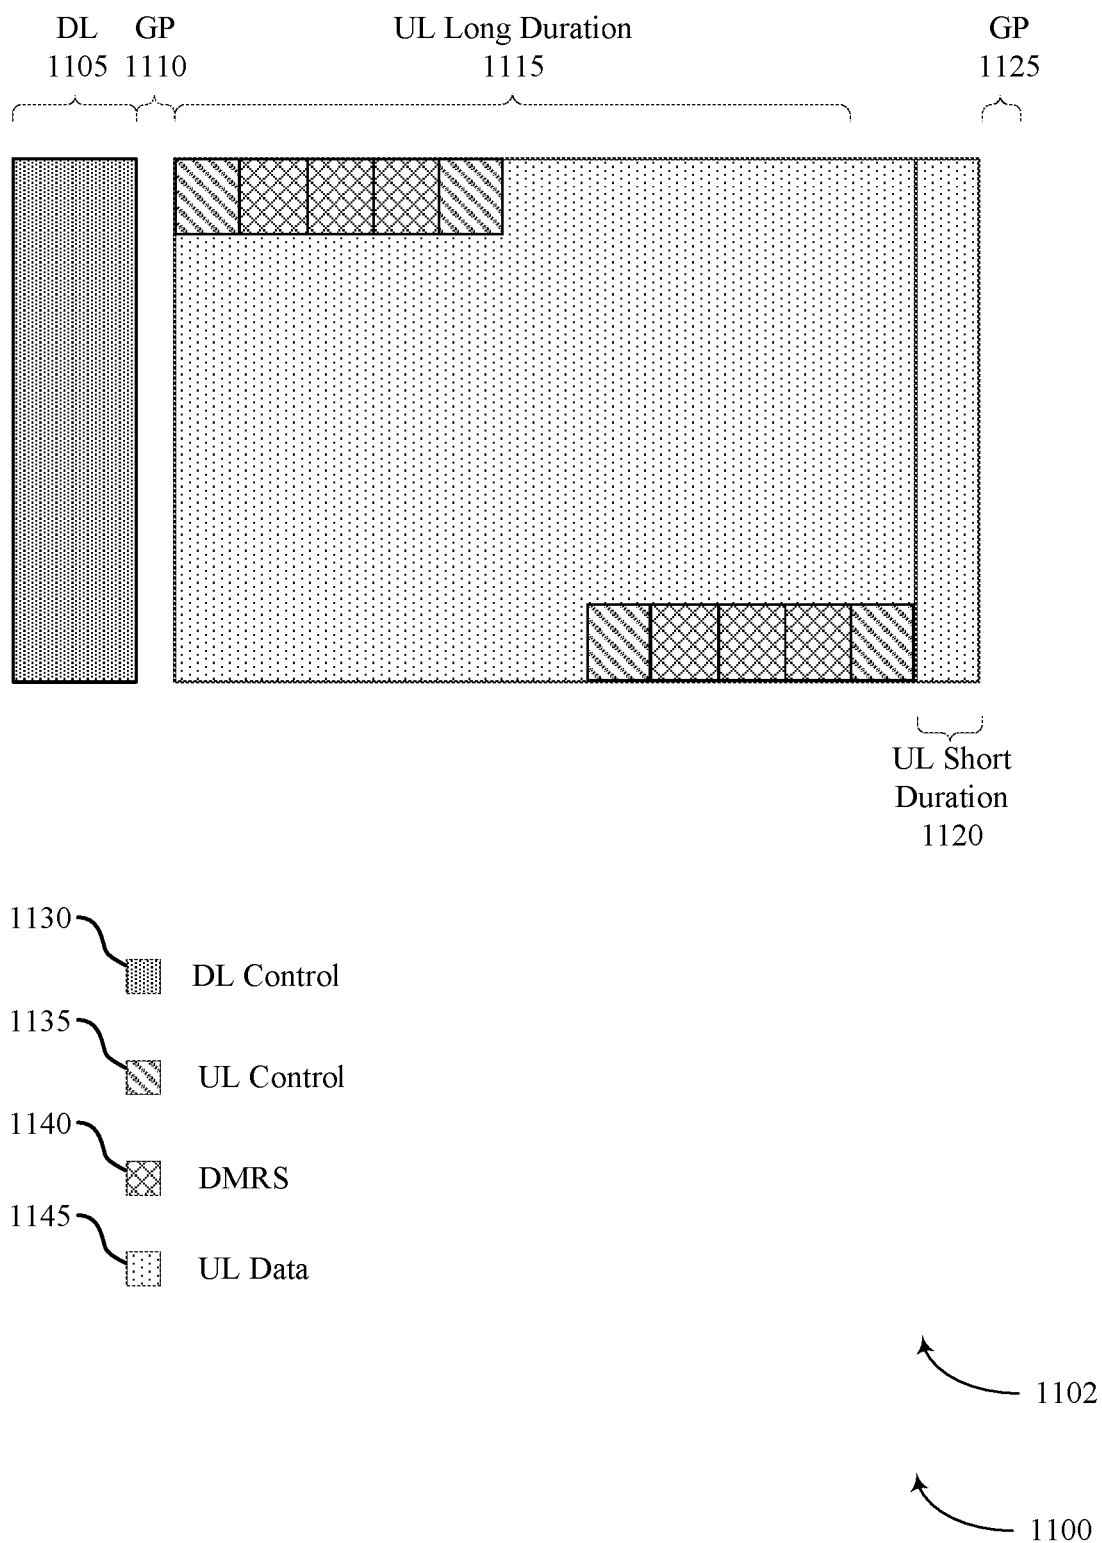 DL
1105
GP
1110
UL Long Duration
1115
GP
1125
UL Short
Duration
1120
1130
DL Control
1135
UL Control
1140
DMRS
1145
UL Data
1102
1100